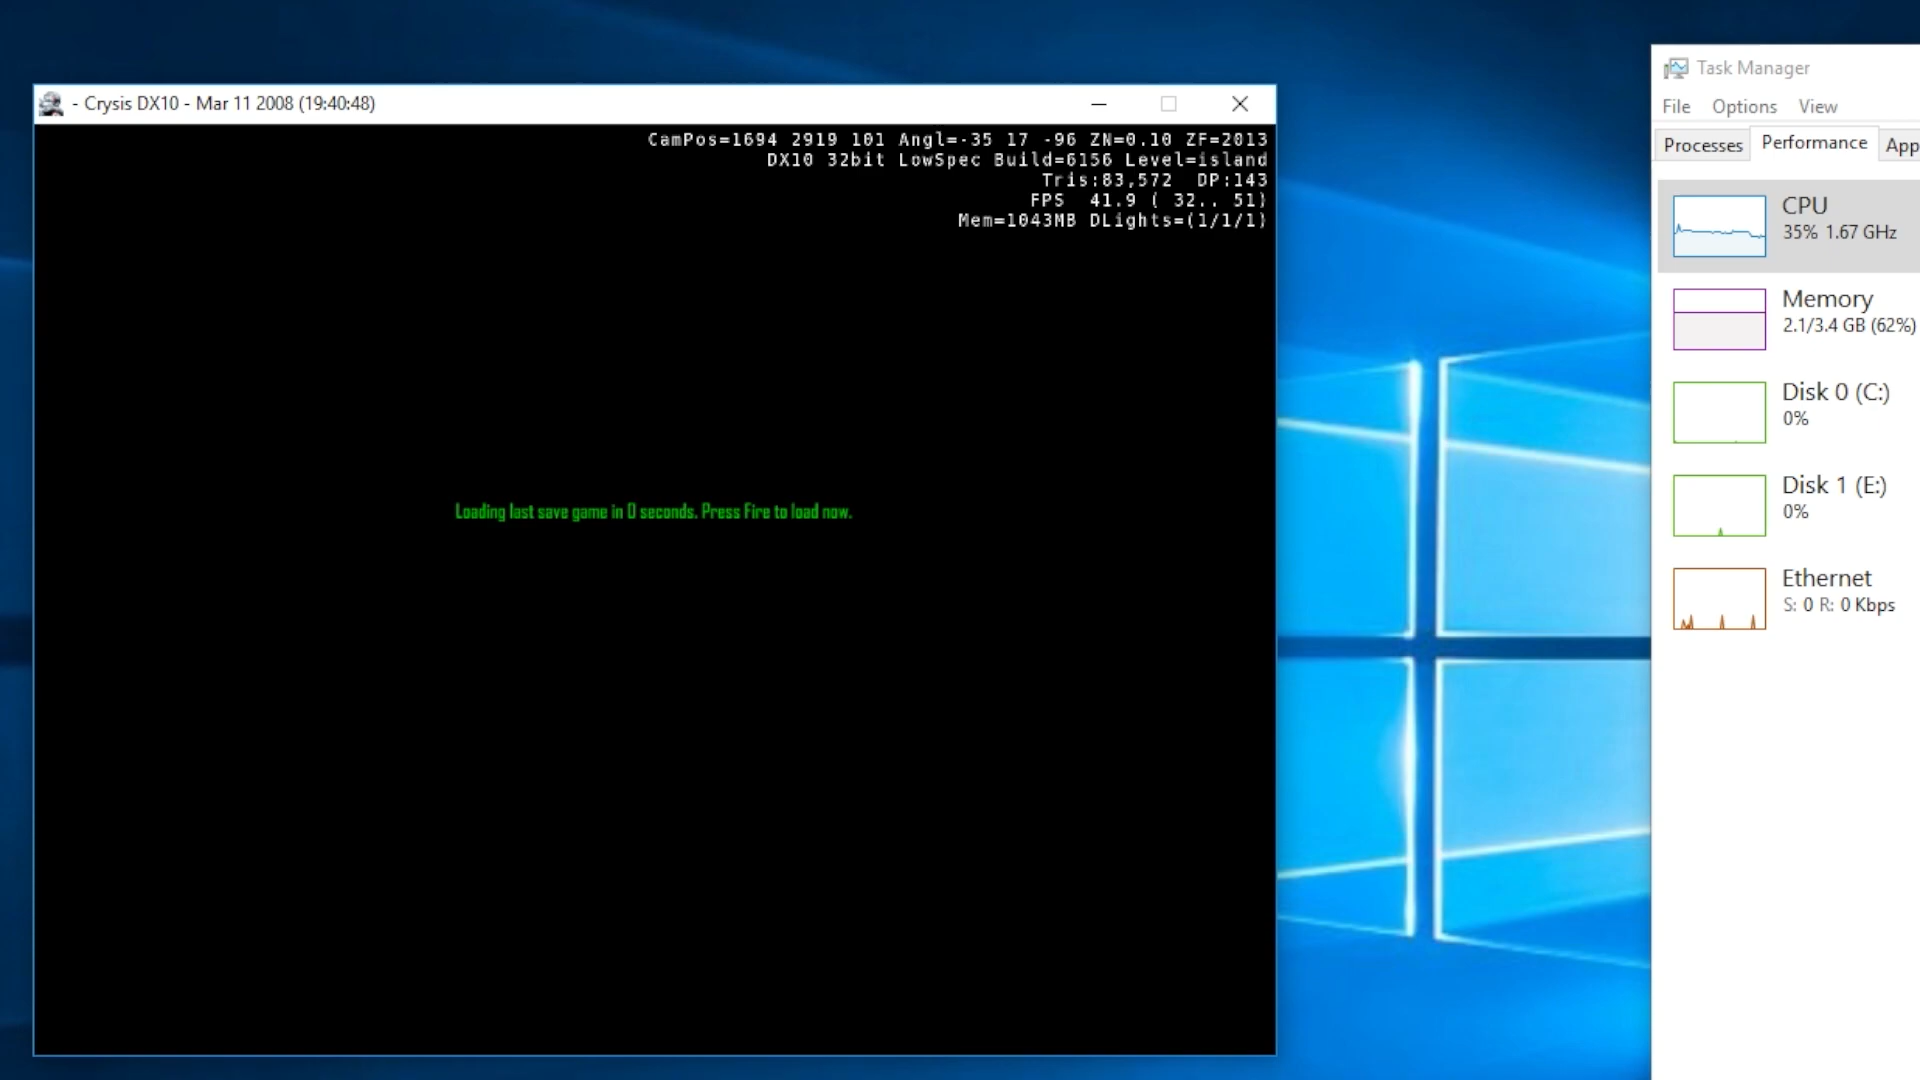 - Crysis DX10 - Mar 11 2008 (19:40:48)
CamPos=1694 2919 101 Angl=-35 17 -96 ZN=0.10 ZF=2013
DX10 32bit LowSpec Build=6156 Level=island
Tris:83,572 DP:143
FPS 41.9 ( 32.. 51)
Mem=1043MB DLights=(1/1/1)
Loading last save game in 0 seconds. Press Fire to load now.
Task Manager
File Options View
Processes Performance App
CPU
35% 1.67 GHz
Memory
2.1/3.4 GB (62%)
Disk 0 (C:)
0%
Disk 1 (E:)
0%
Ethernet
S: 0 R: 0 Kbps